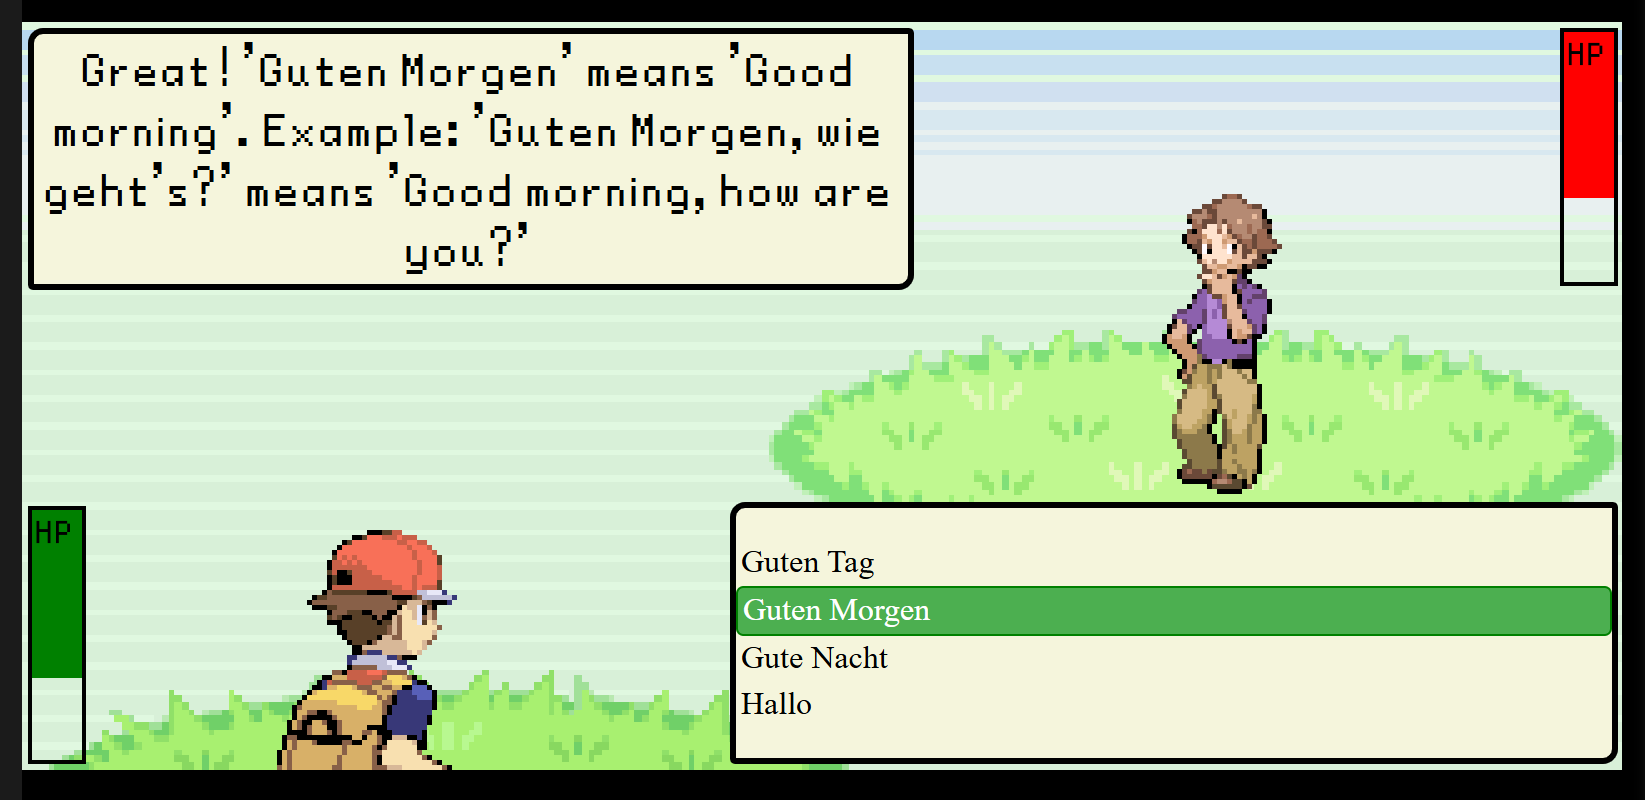 Great! 'Guten Morgen' means 'Good
morning'. Example: 'Guten Morgen, wie
geht's?' means 'Good morning, how are
you?'
HP
HP
Guten Tag
Guten Morgen
Gute Nacht
Hallo